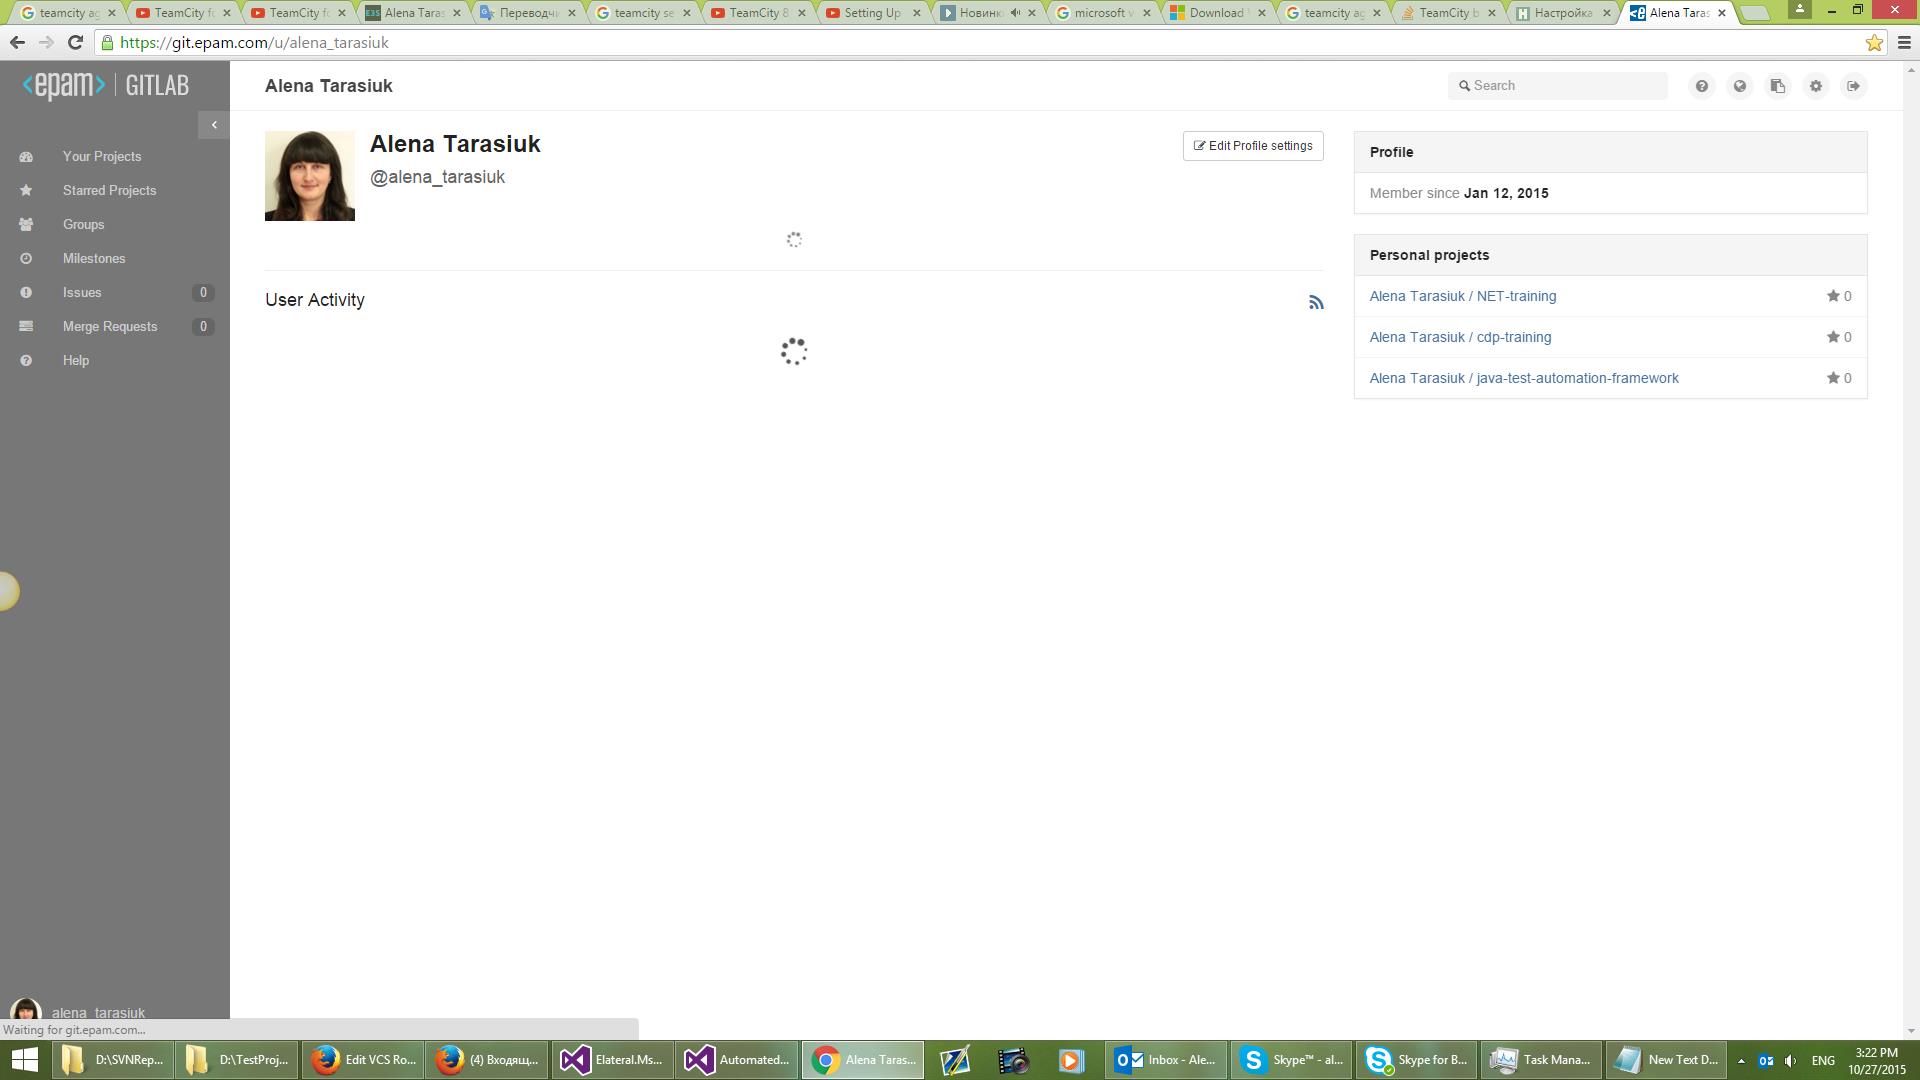 teamcity ag
TeamCity fo
TeamCity fo
Alena Taras
Переводчи
teamcity se
TeamCity 8
Setting Up
Новинк
microsoft v
Download
teamcity ag
TeamCity b
Настройка
Alena Taras
https://git.epam.com/u/alena_tarasiuk
<epam> | GITLAB
Alena Tarasiuk
Search
Your Projects
Starred Projects
Groups
Milestones
Issues 0
Merge Requests 0
Help
Alena Tarasiuk
@alena_tarasiuk
Edit Profile settings
User Activity
Profile
Member since Jan 12, 2015
Personal projects
Alena Tarasiuk / NET-training 0
Alena Tarasiuk / cdp-training 0
Alena Tarasiuk / java-test-automation-framework 0
alena_tarasiuk
Waiting for git.epam.com...
D:\SVNRep...
D:\TestProj...
Edit VCS Ro...
(4) Входящ...
Elateral.Ms...
Automated...
Alena Taras...
Inbox - Ale...
Skype™ - al...
Skype for B...
Task Mana...
New Text D...
ENG
3:22 PM
10/27/2015